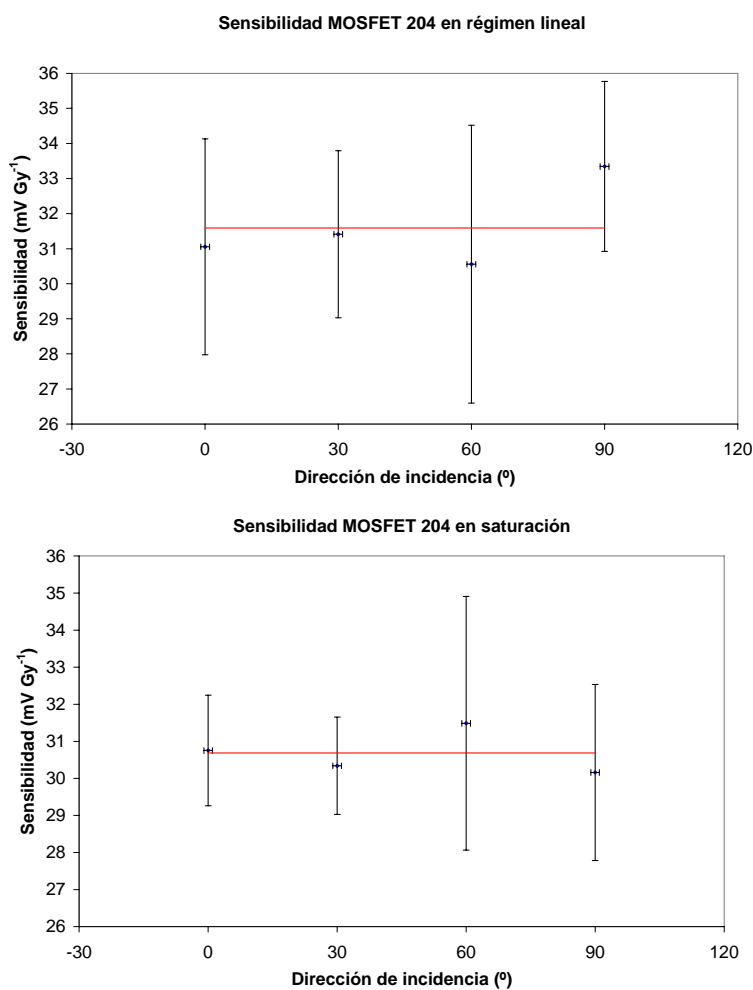 Sensibilidad MOSFET 204 en régimen lineal
36
35
34
33
32
31
30
29
28
27
26
Sensibilidad (mV Gy⁻¹)
-30 0 30 60 90 120
Dirección de incidencia (º)
Sensibilidad MOSFET 204 en saturación
36
35
34
33
32
31
30
29
28
27
26
Sensibilidad (mV Gy⁻¹)
-30 0 30 60 90 120
Dirección de incidencia (º)